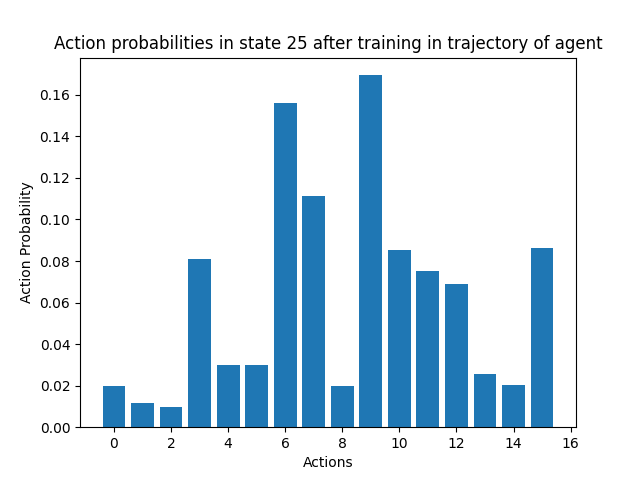 Action probabilities in state 25 after training in trajectory of agent
0.16
0.14
0.12
0.10
0.08
0.06
0.04
0.02
0.00
Action Probability
0 2 4 6 8 10 12 14 16
Actions